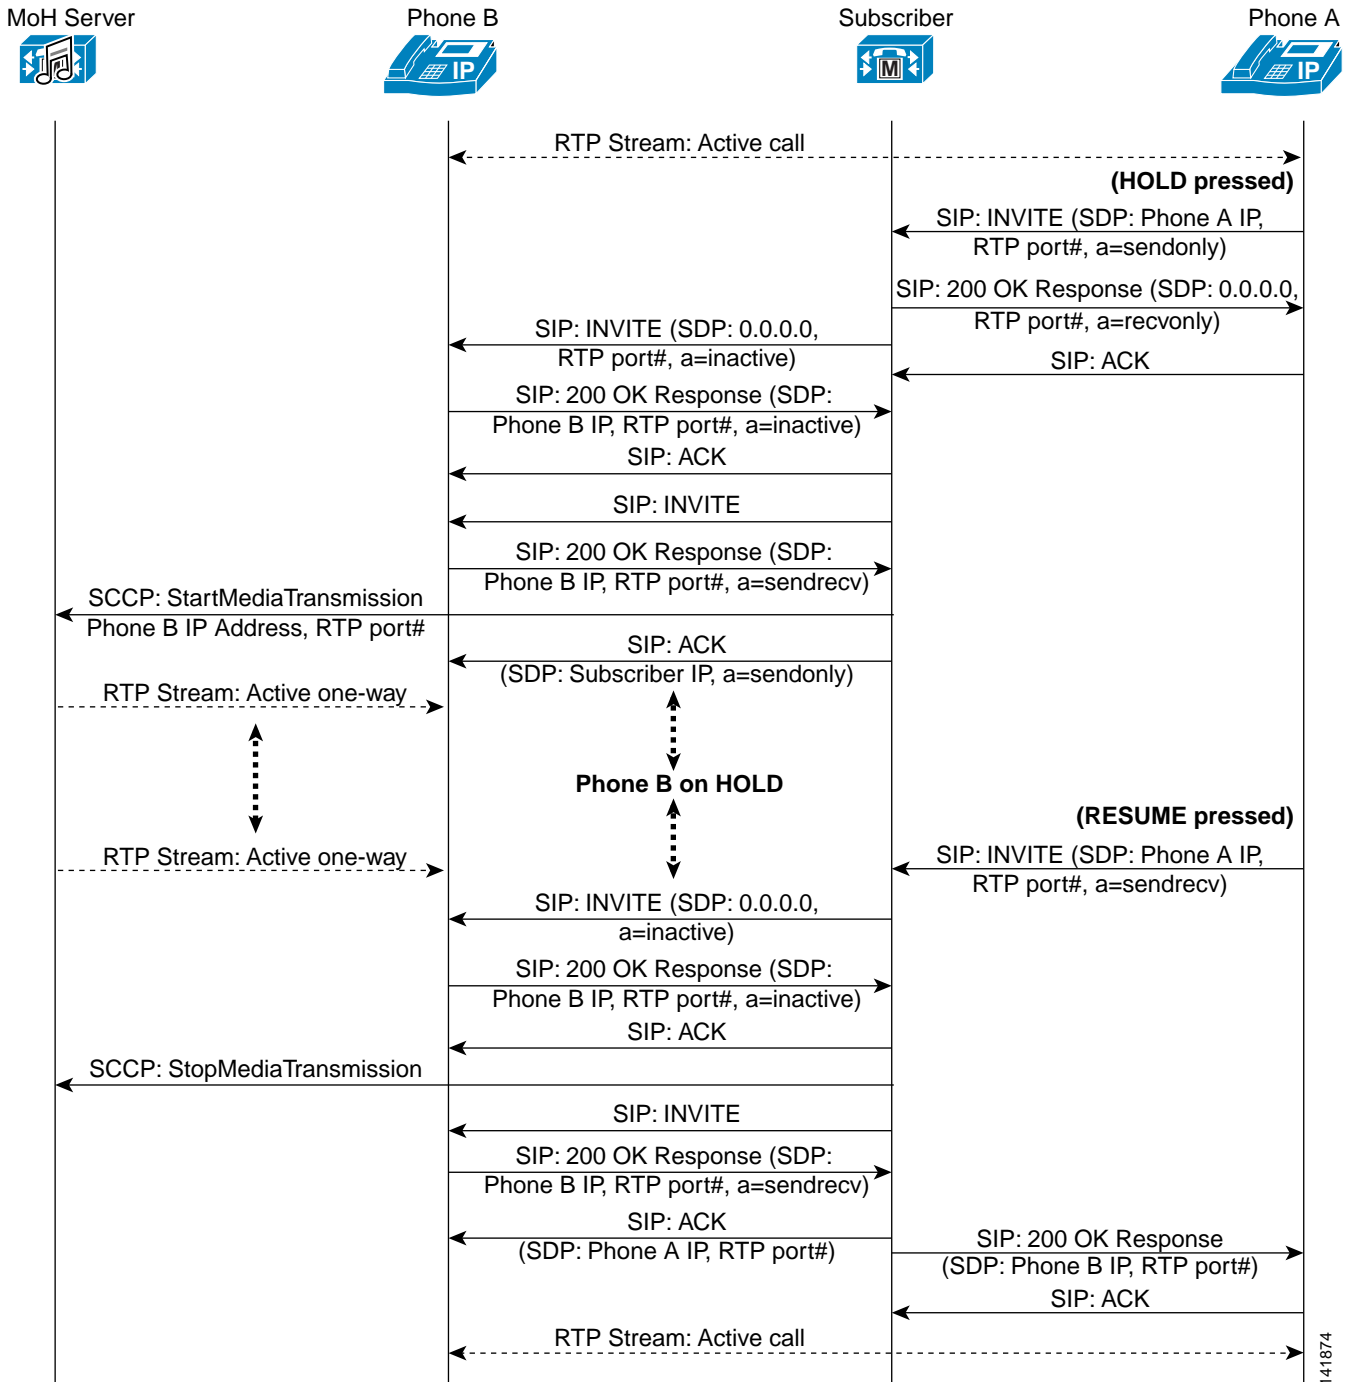 MoH Server
Phone B
Subscriber
Phone A
IP
M
IP
RTP Stream: Active call
(HOLD pressed)
SIP: INVITE (SDP: Phone A IP,
RTP port#, a=sendonly)
SIP: 200 OK Response (SDP: 0.0.0.0,
RTP port#, a=recvonly)
SIP: INVITE (SDP: 0.0.0.0,
RTP port#, a=inactive)
SIP: ACK
SIP: 200 OK Response (SDP:
Phone B IP, RTP port#, a=inactive)
SIP: ACK
SIP: INVITE
SIP: 200 OK Response (SDP:
Phone B IP, RTP port#, a=sendrecv)
SCCP: StartMediaTransmission
Phone B IP Address, RTP port#
SIP: ACK
(SDP: Subscriber IP, a=sendonly)
RTP Stream: Active one-way
Phone B on HOLD
(RESUME pressed)
RTP Stream: Active one-way
SIP: INVITE (SDP: Phone A IP,
RTP port#, a=sendrecv)
SIP: INVITE (SDP: 0.0.0.0,
a=inactive)
SIP: 200 OK Response (SDP:
Phone B IP, RTP port#, a=inactive)
SIP: ACK
SCCP: StopMediaTransmission
SIP: INVITE
SIP: 200 OK Response (SDP:
Phone B IP, RTP port#, a=sendrecv)
SIP: ACK
(SDP: Phone A IP, RTP port#)
SIP: 200 OK Response
(SDP: Phone B IP, RTP port#)
SIP: ACK
RTP Stream: Active call
141874